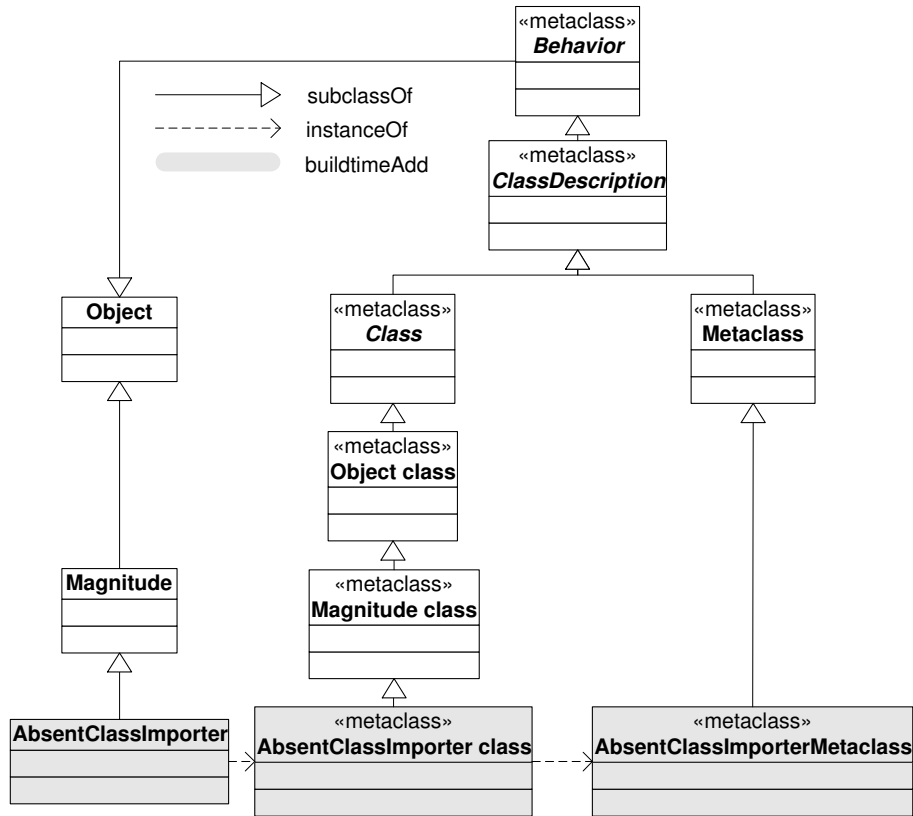 «metaclass»
Behavior
subclassOf
instanceOf
buildtimeAdd
«metaclass»
ClassDescription
Object
«metaclass»
Class
«metaclass»
Metaclass
«metaclass»
Object class
Magnitude
«metaclass»
Magnitude class
AbsentClassImporter
«metaclass»
AbsentClassImporter class
«metaclass»
AbsentClassImporterMetaclass